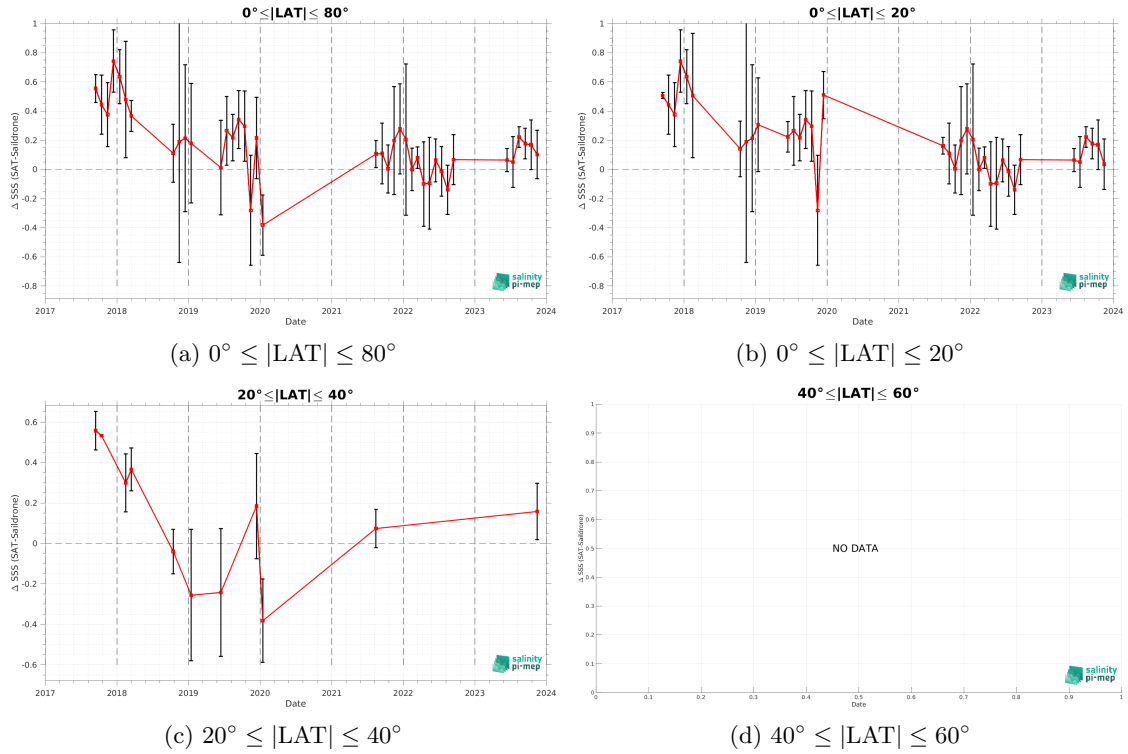 0°≤|LAT|≤ 80°
1
0.8
0.6
0.4
0.2
0
-0.2
-0.4
-0.6
-0.8
Δ SSS (SAT-Saildrone)
2017 2018 2019 2020 2021 2022 2023 2024
Date
salinity
pi-mep
(a) 0° ≤ |LAT| ≤ 80°
0°≤|LAT|≤ 20°
1
0.8
0.6
0.4
0.2
0
-0.2
-0.4
-0.6
-0.8
Δ SSS (SAT-Saildrone)
2017 2018 2019 2020 2021 2022 2023 2024
Date
salinity
pi-mep
(b) 0° ≤ |LAT| ≤ 20°
20°≤|LAT|≤ 40°
0.6
0.4
0.2
0
-0.2
-0.4
-0.6
Δ SSS (SAT-Saildrone)
2017 2018 2019 2020 2021 2022 2023 2024
Date
salinity
pi-mep
(c) 20° ≤ |LAT| ≤ 40°
40°≤|LAT|≤ 60°
1
0.9
0.8
0.7
0.6
0.5
0.4
0.3
0.2
0.1
0
Δ SSS (SAT-Saildrone)
NO DATA
0 0.1 0.2 0.3 0.4 0.5 0.6 0.7 0.8 0.9 1
Date
salinity
pi-mep
(d) 40° ≤ |LAT| ≤ 60°